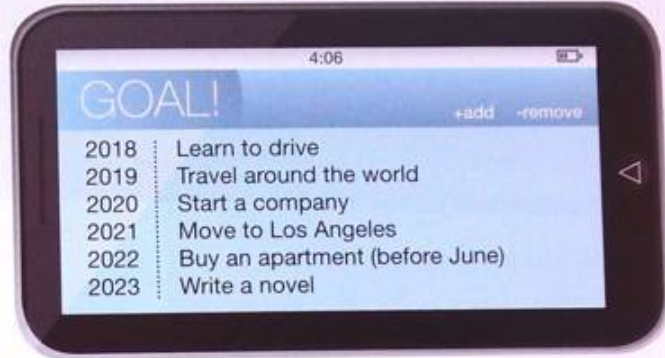 4:06
GOAL!
+add -remove
2018 Learn to drive
2019 Travel around the world
2020 Start a company
2021 Move to Los Angeles
2022 Buy an apartment (before June)
2023 Write a novel